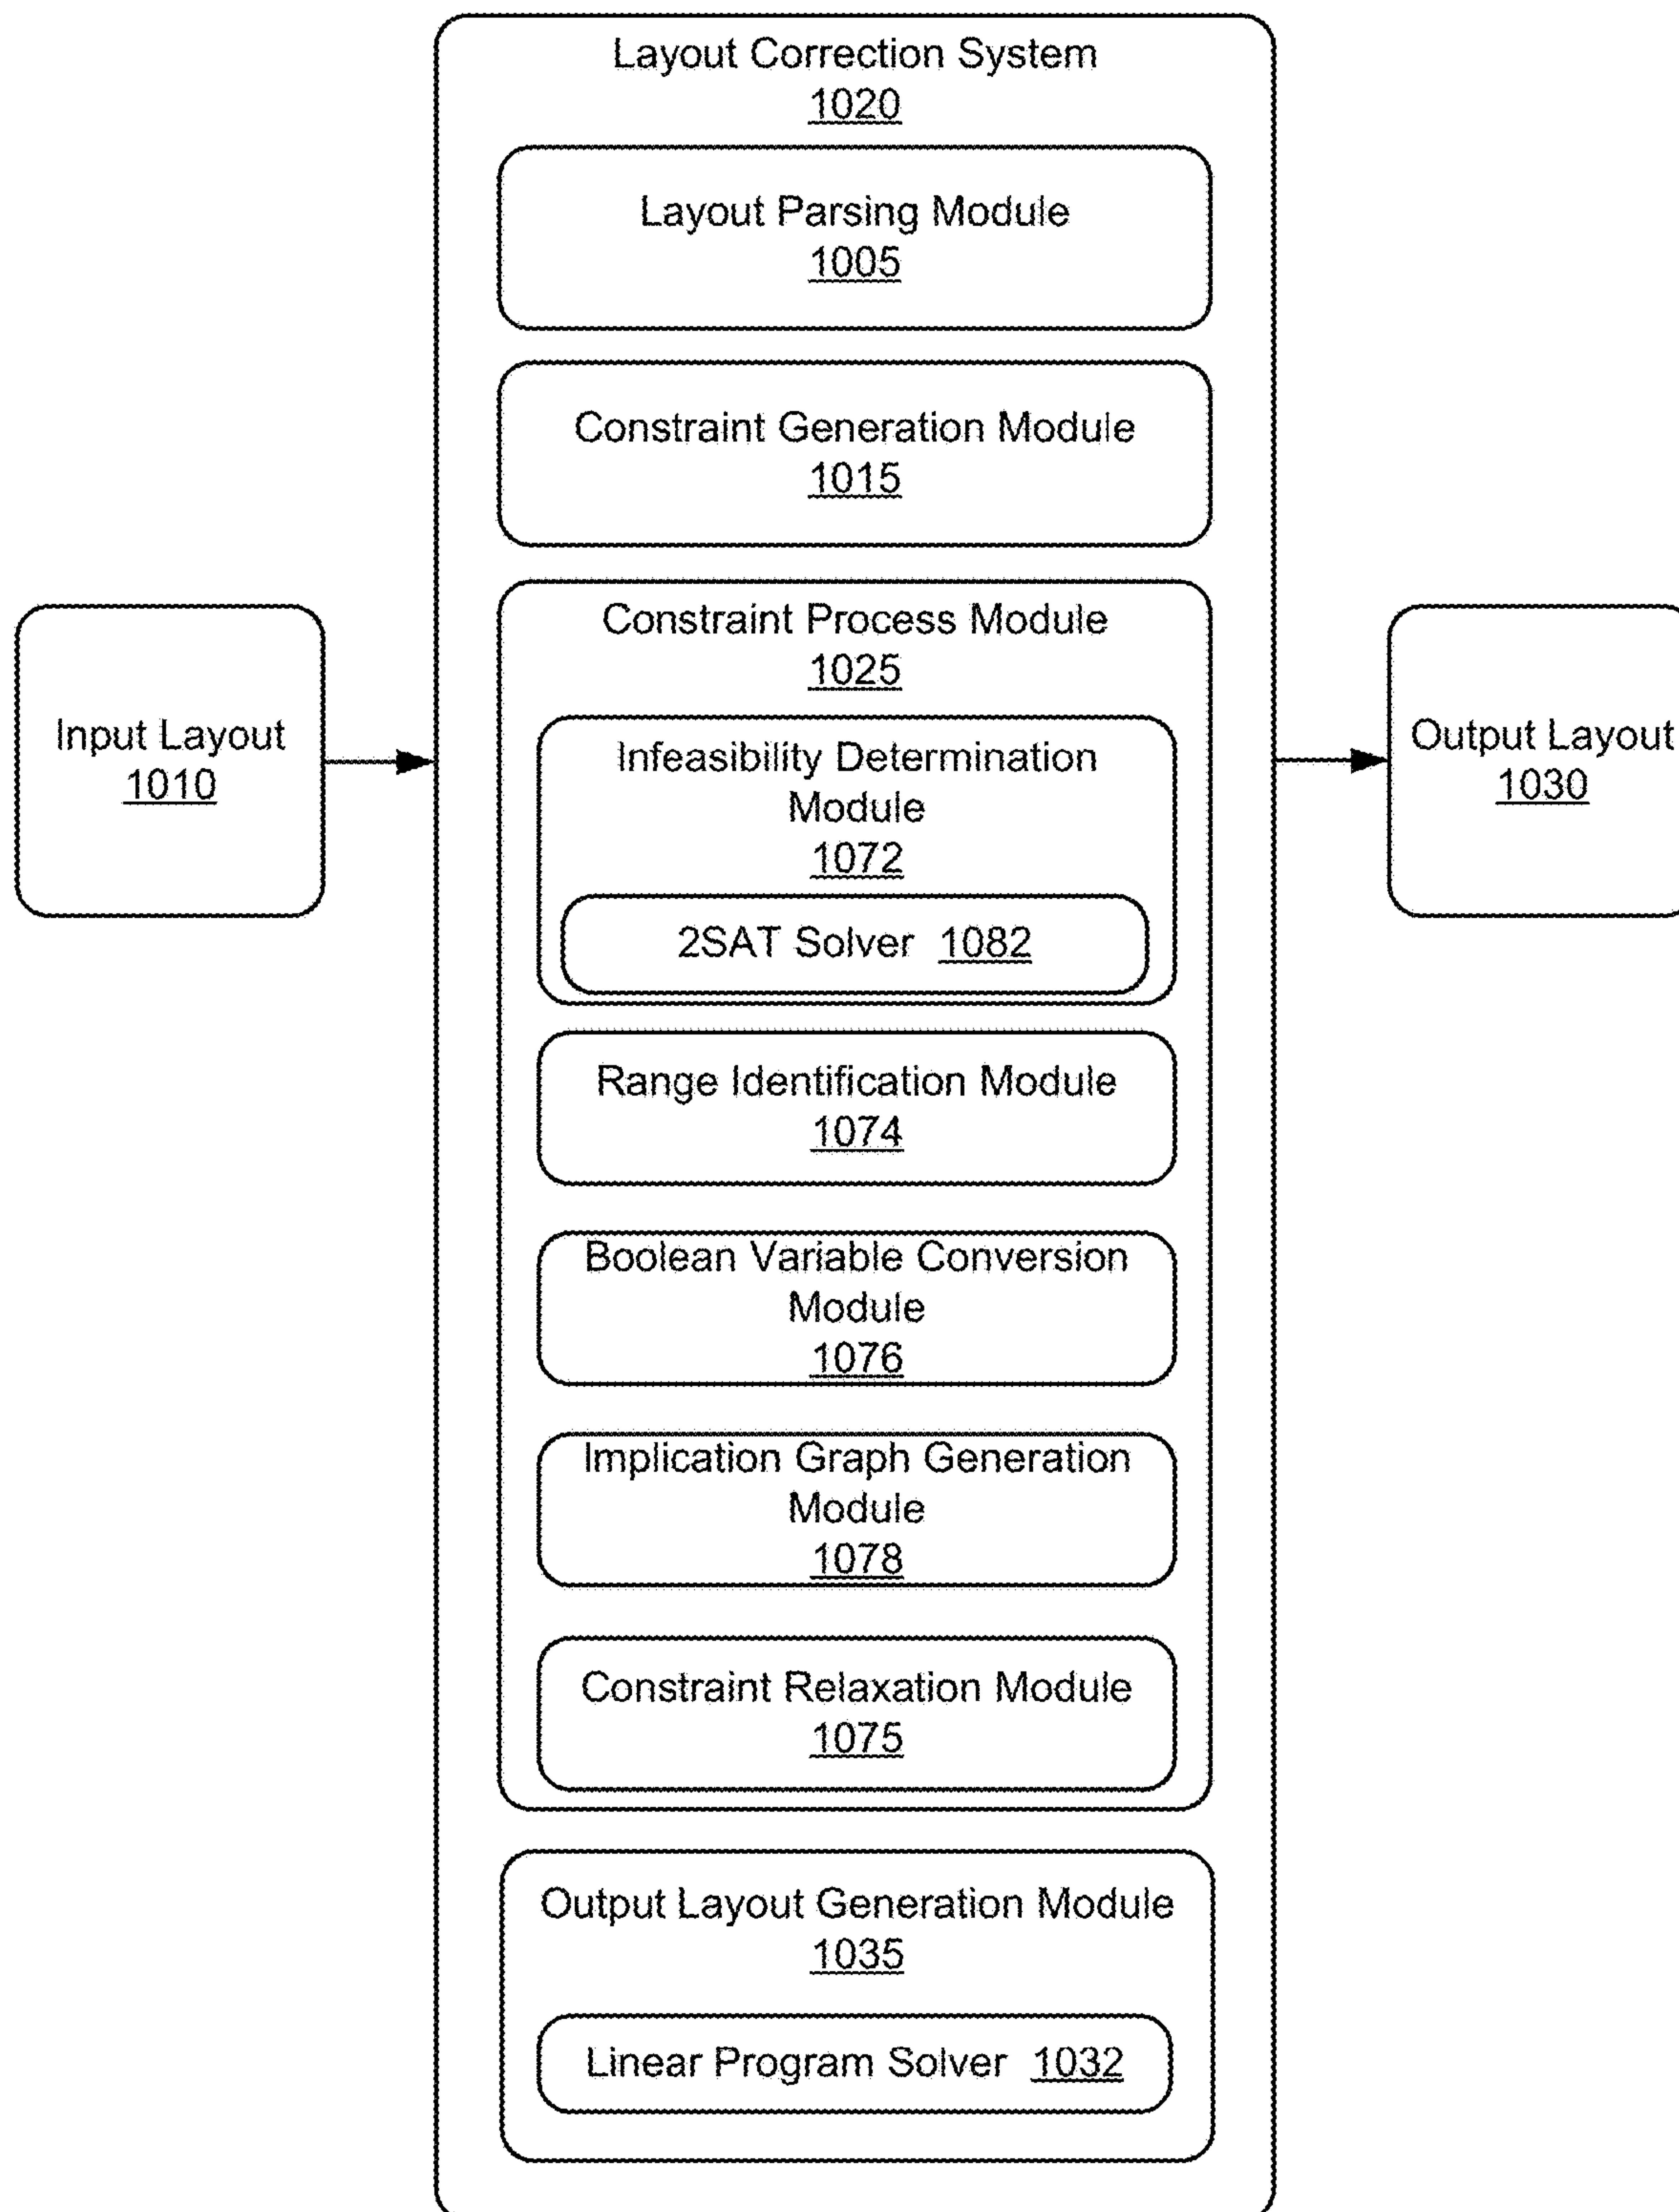 Layout Correction System
1020
Layout Parsing Module
1005
Constraint Generation Module
1015
Constraint Process Module
1025
Infeasibility Determination
Module
1072
2SAT Solver 1082
Range Identification Module
1074
Boolean Variable Conversion
Module
1076
Implication Graph Generation
Module
1078
Constraint Relaxation Module
1075
Output Layout Generation Module
1035
Linear Program Solver 1032
Input Layout
1010
Output Layout
1030